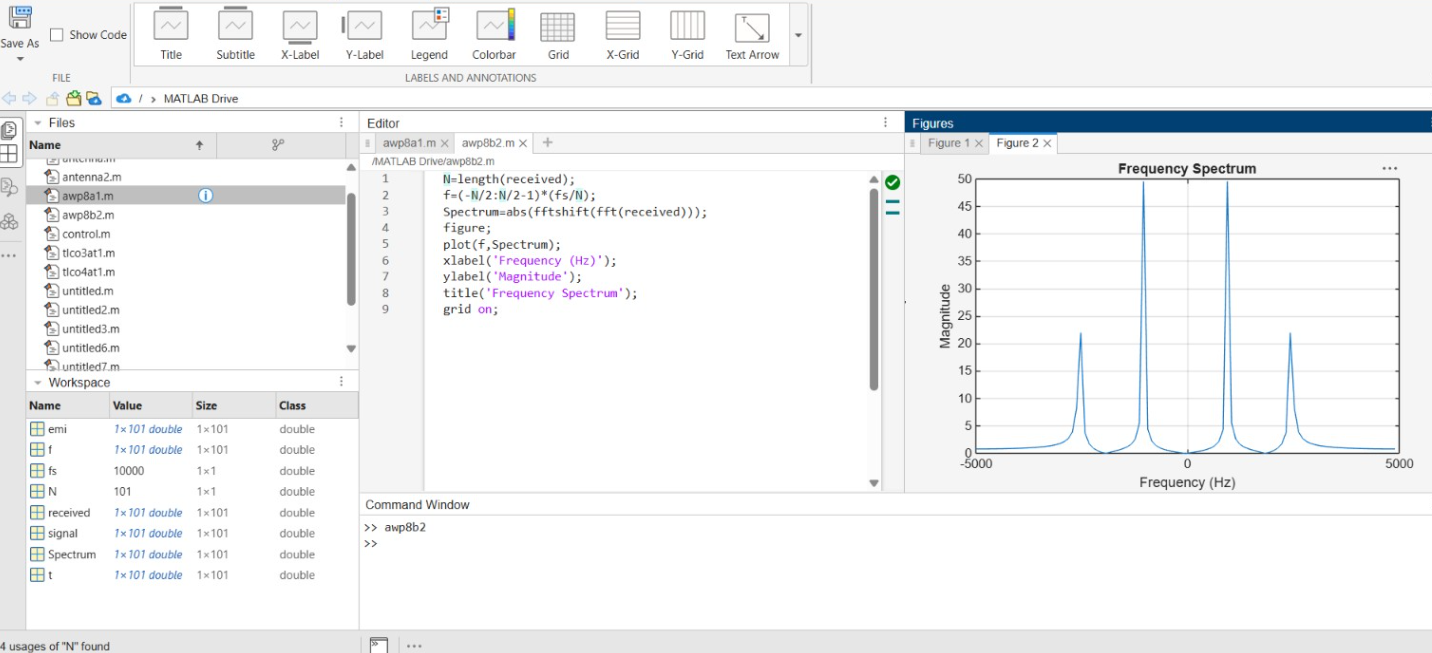 Save As
Show Code
Title
Subtitle
X-Label
Y-Label
Legend
Colorbar
Grid
X-Grid
Y-Grid
Text Arrow
FILE
LABELS AND ANNOTATIONS
/ › MATLAB Drive
Files
Name
antenna2.m
awp8a1.m
awp8b2.m
control.m
tlco3at1.m
tlco4at1.m
untitled.m
untitled2.m
untitled3.m
untitled6.m
untitled7.m
Workspace
Name Value Size Class
emi 1×101 double 1×101 double
f 1×101 double 1×101 double
fs 10000 1×1 double
N 101 1×1 double
received 1×101 double 1×101 double
signal 1×101 double 1×101 double
Spectrum 1×101 double 1×101 double
t 1×101 double 1×101 double
Editor
awp8a1.m × awp8b2.m × +
/MATLAB Drive/awp8b2.m
1 N=length(received);
2 f=(-N/2:N/2-1)*(fs/N);
3 Spectrum=abs(fftshift(fft(received)));
4 figure;
5 plot(f,Spectrum);
6 xlabel('Frequency (Hz)');
7 ylabel('Magnitude');
8 title('Frequency Spectrum');
9 grid on;
Command Window
>> awp8b2
>>
Figures
Figure 1 × Figure 2 ×
Frequency Spectrum
50
45
40
35
30
25
20
15
10
5
0
Magnitude
-5000 0 5000
Frequency (Hz)
4 usages of "N" found